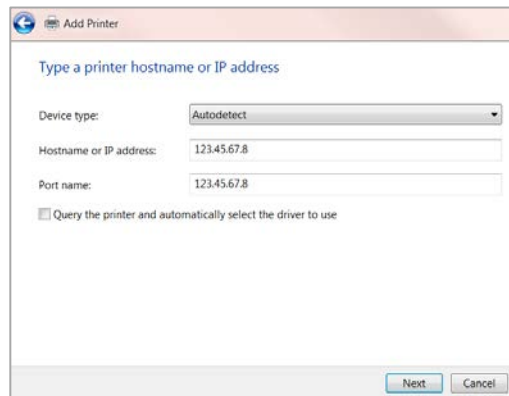 Add Printer
Type a printer hostname or IP address
Device type: Autodetect
Hostname or IP address: 123.45.67.8
Port name: 123.45.67.8
Query the printer and automatically select the driver to use
Next Cancel